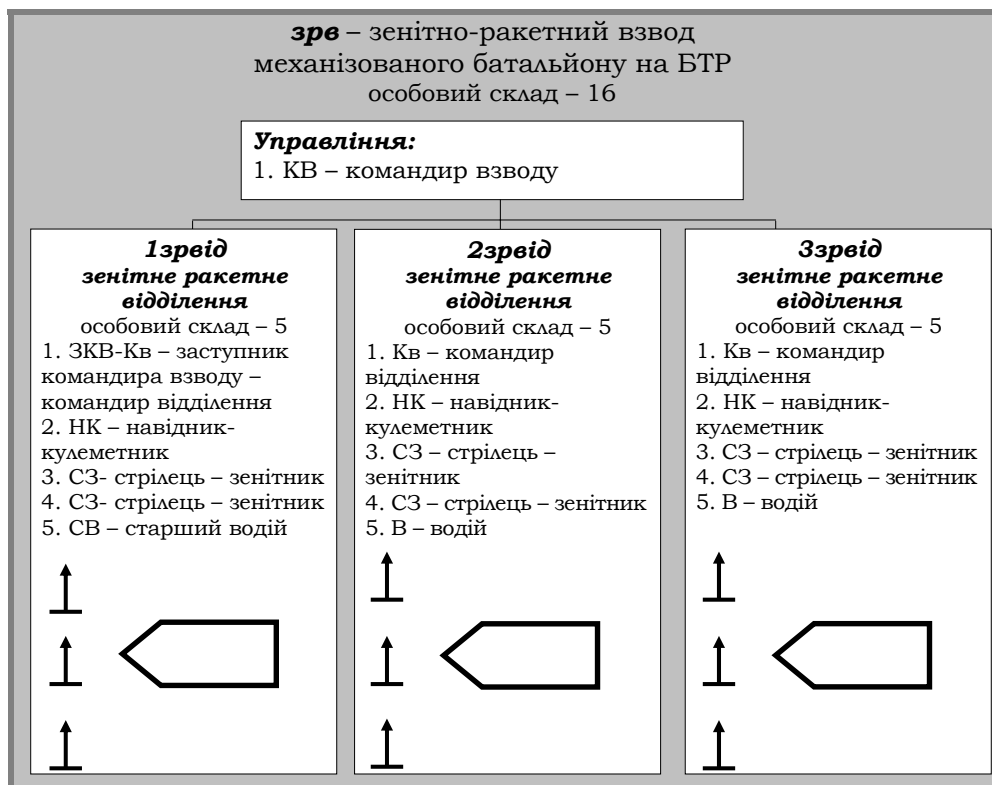 зрв – зенітно-ракетний взвод
механізованого батальйону на БТР
особовий склад – 16
Управління:
1. КВ – командир взводу
1зрвід
зенітне ракетне
відділення
особовий склад – 5
1. ЗКВ-Кв – заступник
командира взводу –
командир відділення
2. НК – навідник-
кулеметник
3. СЗ- стрілець – зенітник
4. СЗ- стрілець – зенітник
5. СВ – старший водій
2зрвід
зенітне ракетне
відділення
особовий склад – 5
1. Кв – командир
відділення
2. НК – навідник-
кулеметник
3. СЗ – стрілець –
зенітник
4. СЗ – стрілець – зенітник
5. В – водій
3зрвід
зенітне ракетне
відділення
особовий склад – 5
1. Кв – командир
відділення
2. НК – навідник-
кулеметник
3. СЗ – стрілець – зенітник
4. СЗ – стрілець – зенітник
5. В – водій